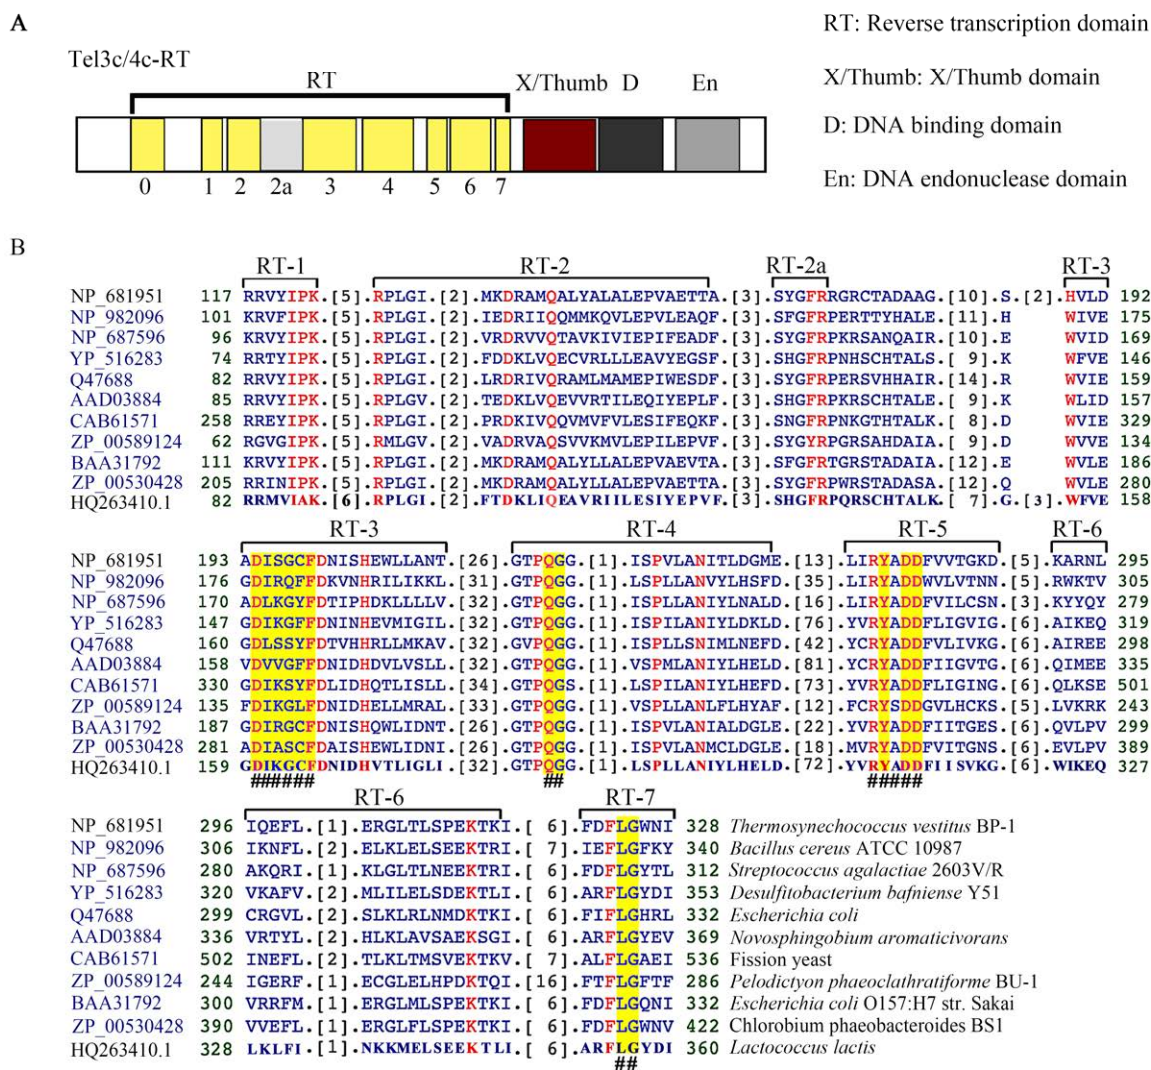 A
RT: Reverse transcription domain
Tel3c/4c-RT
RT
X/Thumb D En
X/Thumb: X/Thumb domain
D: DNA binding domain
0 1 2 2a 3 4 5 6 7
En: DNA endonuclease domain
B
RT-1 RT-2 RT-2a RT-3
NP_681951 117 RRVYIPK.[5].RPLGI.[2].MKDRAMQALYALALEPVAETTA.[3].SYGFRRGRCTADAAG.[10].S.[2].HVLD 192
NP_982096 101 KRVFIPK.[5].RPLGI.[2].IEDRIIQQMMKQVLEPVLEAQF.[3].SFGFRPERTTYHALE.[11].H WIVE 175
NP_687596 96 KRVYIPK.[5].RPLGI.[2].VRDRVVQTAVKIVIEPIFEADF.[3].SYGFRPKRSANQAIR.[10].E WVID 169
YP_516283 74 RRTYIPK.[5].RPLGI.[2].FDDKLVQECVRLLLEAVYEGSF.[3].SHGFRPNHSCHTALS.[ 9].K WFVE 146
Q47688 82 RRVYIPK.[5].RPLGI.[2].LRDRIVQRAMLMAMEPIWESDF.[3].SYGFRPERSVHHAIR.[14].R WVIE 159
AAD03884 85 RRVYIPK.[5].RPLGV.[2].TEDKLVQEVVRTILEQIYEPLF.[3].SHGFRPERSCHTALK.[ 9].K WLID 157
CAB61571 258 RREYIPK.[5].RPLGI.[2].PRDKIVQQVMVFVLESIFEQKF.[3].SNGFRPNKGTHTALK.[ 8].D WIVE 329
ZP_00589124 62 RGVGIPK.[5].RMLGV.[2].VADRVAQSVVKMVLEPILEPVF.[3].SYGYRPGRSAHDAIA.[ 9].D WVVE 134
BAA31792 111 KRVYIPK.[5].RPLGI.[2].MKDRAMQALYLLALEPVAEVTA.[3].SFGFRTGRSAADAIA.[12].E WVLE 186
ZP_00530428 205 RRINIPK.[5].RPLGI.[2].MKDRAMQALYLLALEPVAETTA.[3].SYGFRPWRATADASA.[12].Q WVLE 280
HQ263410.1 82 RRMVIAK.[6].RPLGI.[2].FTDKLIQEAVRIILESIYEPVF.[3].SHGFRPQRSCHTALK.[ 7].G.[3].WFVE 158
RT-3 RT-4 RT-5 RT-6
NP_681951 193 ADISGCFDNISHEWLLANT.[26].GTPQGG.[1].ISPVLANITLDGME.[13].LIRYADDFVVTGKD.[5].KARNL 295
NP_982096 176 GDIRQFFDKVNHRILIKKL.[31].GTPQGG.[1].ISPLLANVYLHSFD.[35].LIRYADDWVLVTNN.[5].RWKTV 305
NP_687596 170 ADLKGYFDTIPHDKLLLLV.[32].GTPQGG.[1].ISPLLANIYLNALD.[16].LIRYADDFVILCSN.[3].KYYQY 279
YP_516283 147 GDIKGFFDNINHEVMIGIL.[32].GTPQGG.[1].ISPLLANIYLDKLD.[76].YVRYADDFLIGVIG.[6].AIKEQ 319
Q47688 160 GDLSSYFDTVHHRLLMKAV.[32].GVPQGG.[1].ISPLLSNIMLNEFD.[42].YCRYADDFVLIVKG.[6].AIREE 298
AAD03884 158 VDVVGFFDNIDHDVLVSLL.[32].GTPQGG.[1].ISPMLANIYLHELD.[81].YCRYADDFIIGVTG.[6].QIMEE 335
CAB61571 330 GDIKSYFDLIDHQTLISLL.[34].GTPQGS.[1].VSPILANIYLHEFD.[73].YVRYADDFLIGING.[6].QLKSE 501
ZP_00589124 135 FDIKGLFDNIDHELLMRAL.[33].GTPQGG.[1].VSPLLANLFLHYAF.[12].FCRYSDDGVLHCKS.[5].LVKRK 243
BAA31792 187 GDIRGCFDNISHQWLIDNT.[26].GTPQGG.[1].ISPVLANIALDGLE.[22].VVRYADDFIITGES.[6].QVLPV 299
ZP_00530428 281 ADIASCFDAISHEWLIDNI.[26].GTPQGG.[1].ISPVLANMCLDGLE.[18].MVRYADDFIITGNS.[6].EVLPV 389
HQ263410.1 159 GDIKGCFDNIDHVTLIGLI.[32].GTPQGG.[1].LSPLLANIYLHELD.[72].YVRYADDFIISVKG.[6].WIKEQ 327
###### ## #####
RT-6 RT-7
NP_681951 296 IQEFL.[1].ERGLTLSPEKTKI.[ 6].FDFLGWNI 328 Thermosynechococcus vestitus BP-1
NP_982096 306 IKNFL.[2].ELKLELSEEKTRI.[ 7].IEFLGFKY 340 Bacillus cereus ATCC 10987
NP_687596 280 AKQRI.[1].KLGLTLNQEKTRI.[ 6].FDFLGYTL 312 Streptococcus agalactiae 2603V/R
YP_516283 320 VKAFV.[2].MLILELSDEKTLI.[ 6].ARFLGYDI 353 Desulfitobacterium bafniense Y51
Q47688 299 CRGVL.[2].SLKLRLNMDKTKI.[ 6].FIFLGHRL 332 Escherichia coli
AAD03884 336 VRTYL.[2].HLKLAVSAEKSGI.[ 6].ARFLGYEV 369 Novosphingobium aromaticivorans
CAB61571 502 INEFL.[2].TLKLTMSVEKTKV.[ 7].ALFLGAEI 536 Fission yeast
ZP_00589124 244 IGERF.[1].ECGLELHPDKTQI.[16].FTFLGFTF 286 Pelodictyon phaeoclathratiforme BU-1
BAA31792 300 VRRFM.[1].ERGLMLSPEKTRI.[ 6].FDFLGQNI 332 Escherichia coli O157:H7 str. Sakai
ZP_00530428 390 VVEFL.[1].ERGLFLSPEKTRI.[ 6].FDFLGWNV 422 Chlorobium phaeobacteroides BS1
HQ263410.1 328 LKLFI.[1].NKKMELSEEKTLI.[ 6].ARFLGYDI 360 Lactococcus lactis
##